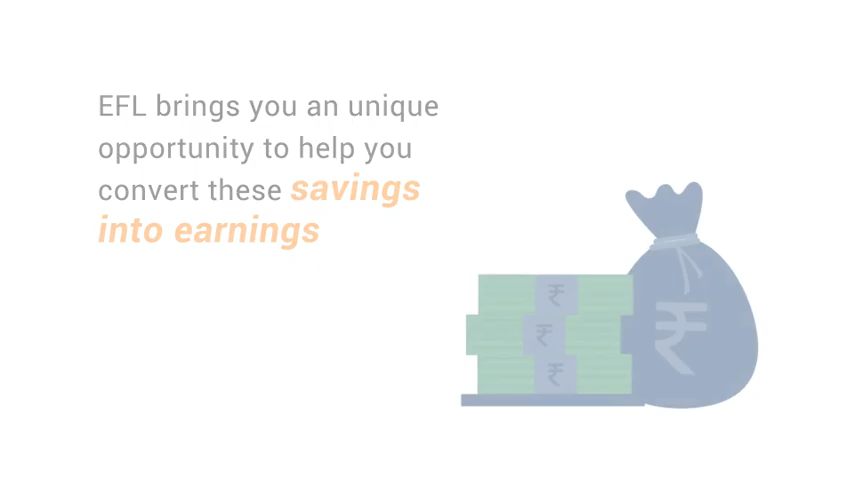 EFL brings you an unique
opportunity to help you
convert these savings
into earnings
₹
₹
₹
₹